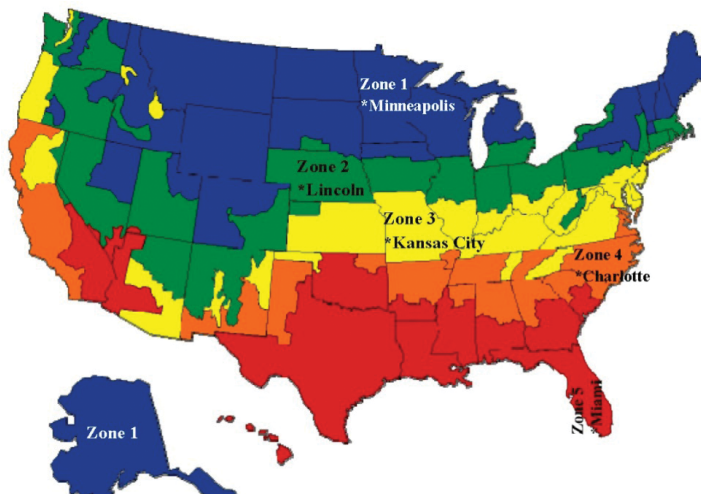 Zone 1
*Minneapolis
Zone 2
*Lincoln
Zone 3
*Kansas City
Zone 4
*Charlotte
Zone 5
*Miami
Zone 1